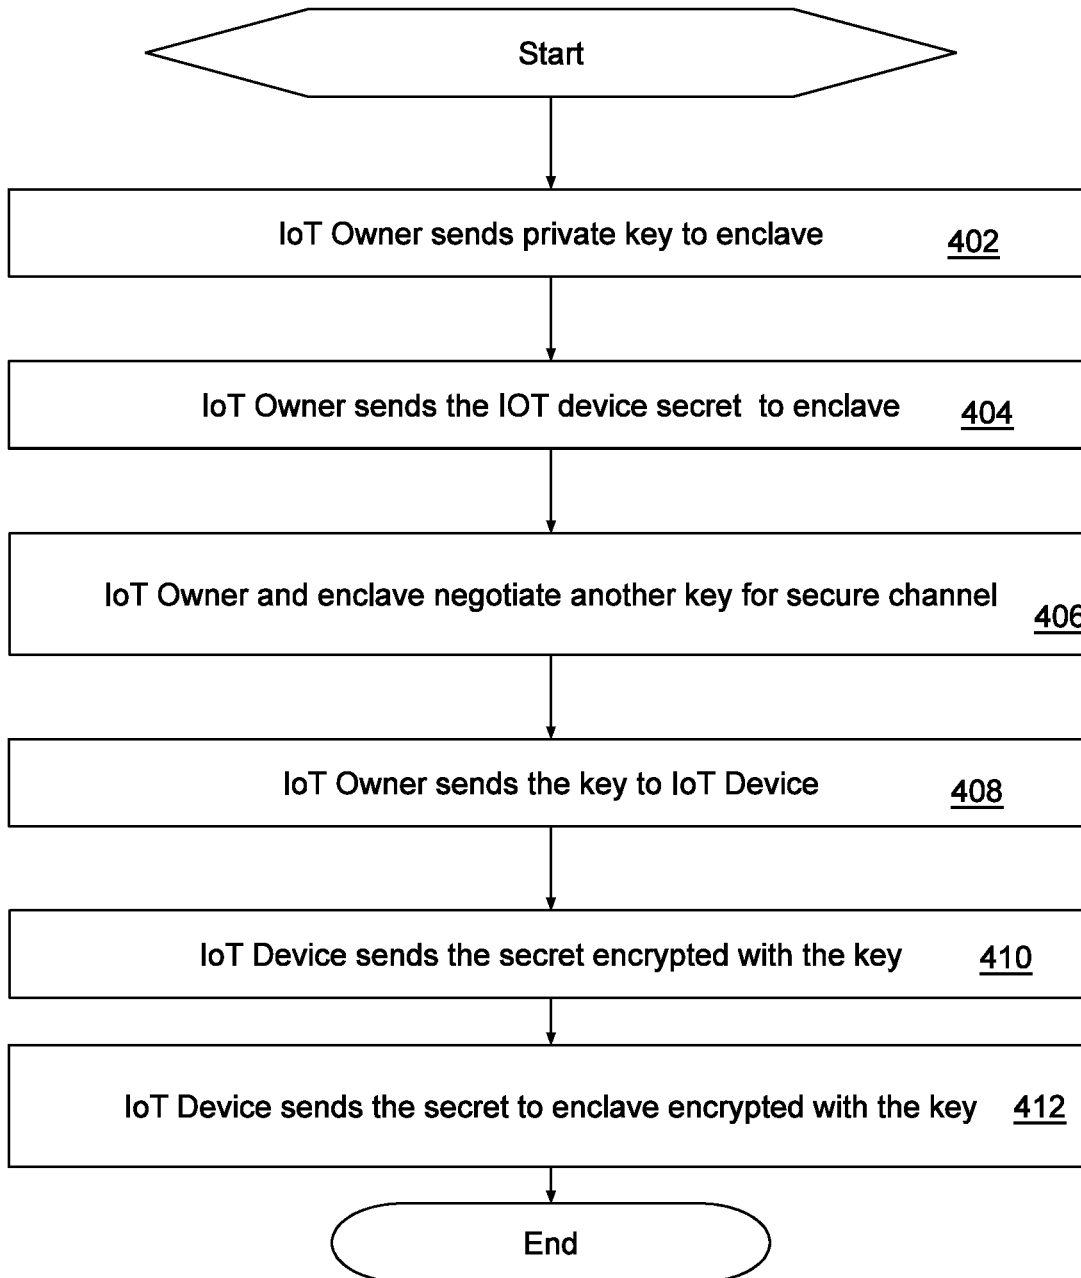 Start
IoT Owner sends private key to enclave 402
IoT Owner sends the IOT device secret to enclave 404
IoT Owner and enclave negotiate another key for secure channel 406
IoT Owner sends the key to IoT Device 408
IoT Device sends the secret encrypted with the key 410
IoT Device sends the secret to enclave encrypted with the key 412
End